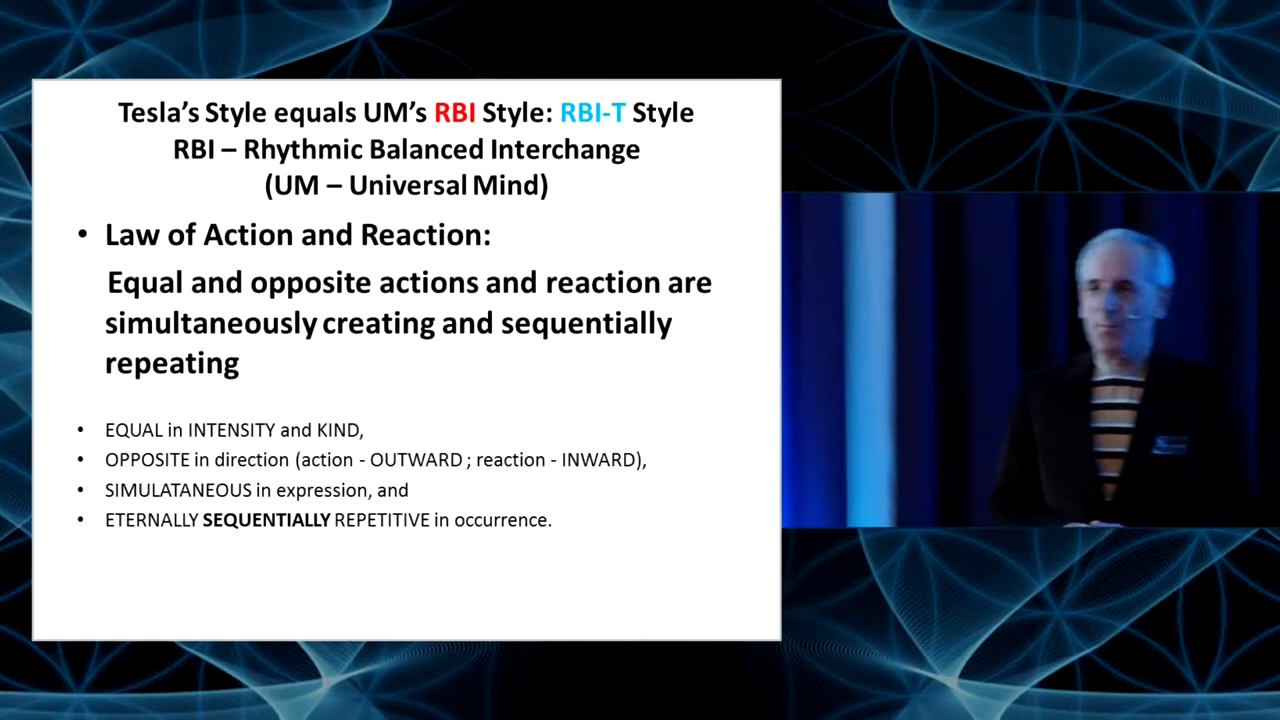 Tesla’s Style equals UM’s RBI Style: RBI-T Style
RBI – Rhythmic Balanced Interchange
(UM – Universal Mind)
• Law of Action and Reaction:
Equal and opposite actions and reaction are
simultaneously creating and sequentially
repeating
• EQUAL in INTENSITY and KIND,
• OPPOSITE in direction (action - OUTWARD ; reaction - INWARD),
• SIMULATANEOUS in expression, and
• ETERNALLY SEQUENTIALLY REPETITIVE in occurrence.